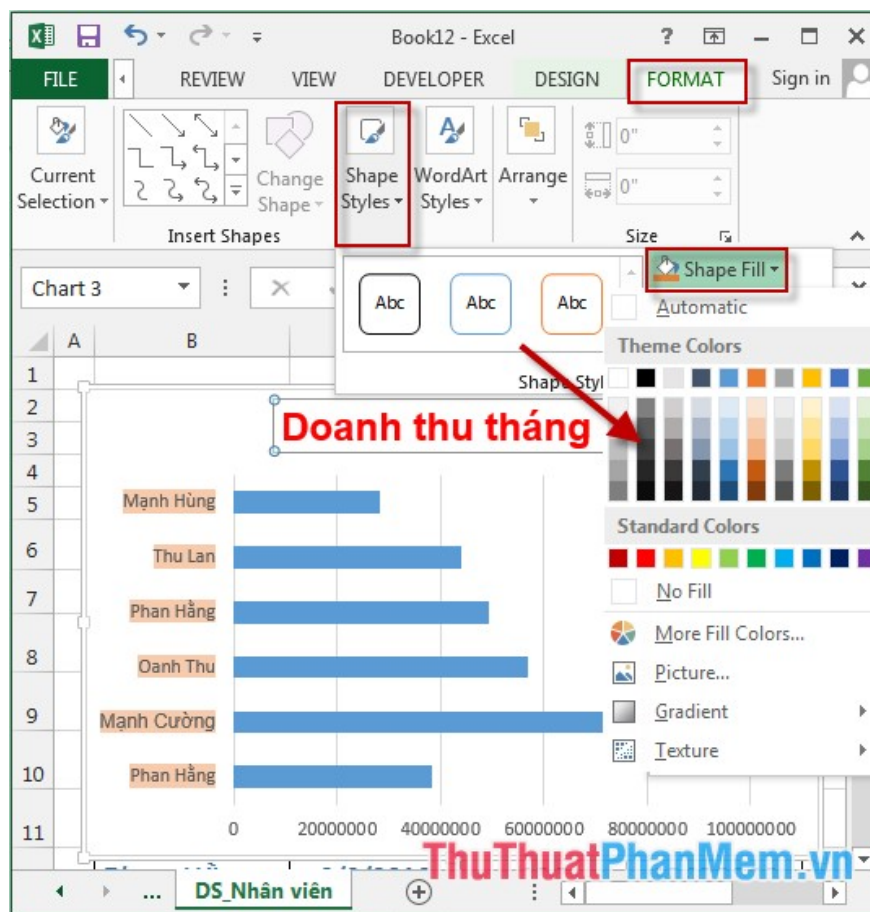 Book12 - Excel
FILE REVIEW VIEW DEVELOPER DESIGN FORMAT Sign in
Current Selection
Change Shape
Shape Styles
WordArt Styles
Arrange
0"
0"
Insert Shapes
Size
Shape Fill
Chart 3
Abc Abc Abc
Automatic
Theme Colors
A B
1
2
3
4
5
6
7
8
9
10
11
Doanh thu tháng
Mạnh Hùng
Thu Lan
Phan Hằng
Oanh Thu
Mạnh Cường
Phan Hằng
0 20000000 40000000 60000000 80000000 100000000
Standard Colors
No Fill
More Fill Colors...
Picture...
Gradient
Texture
ThuThuatPhanMem.vn
... DS_Nhân viên